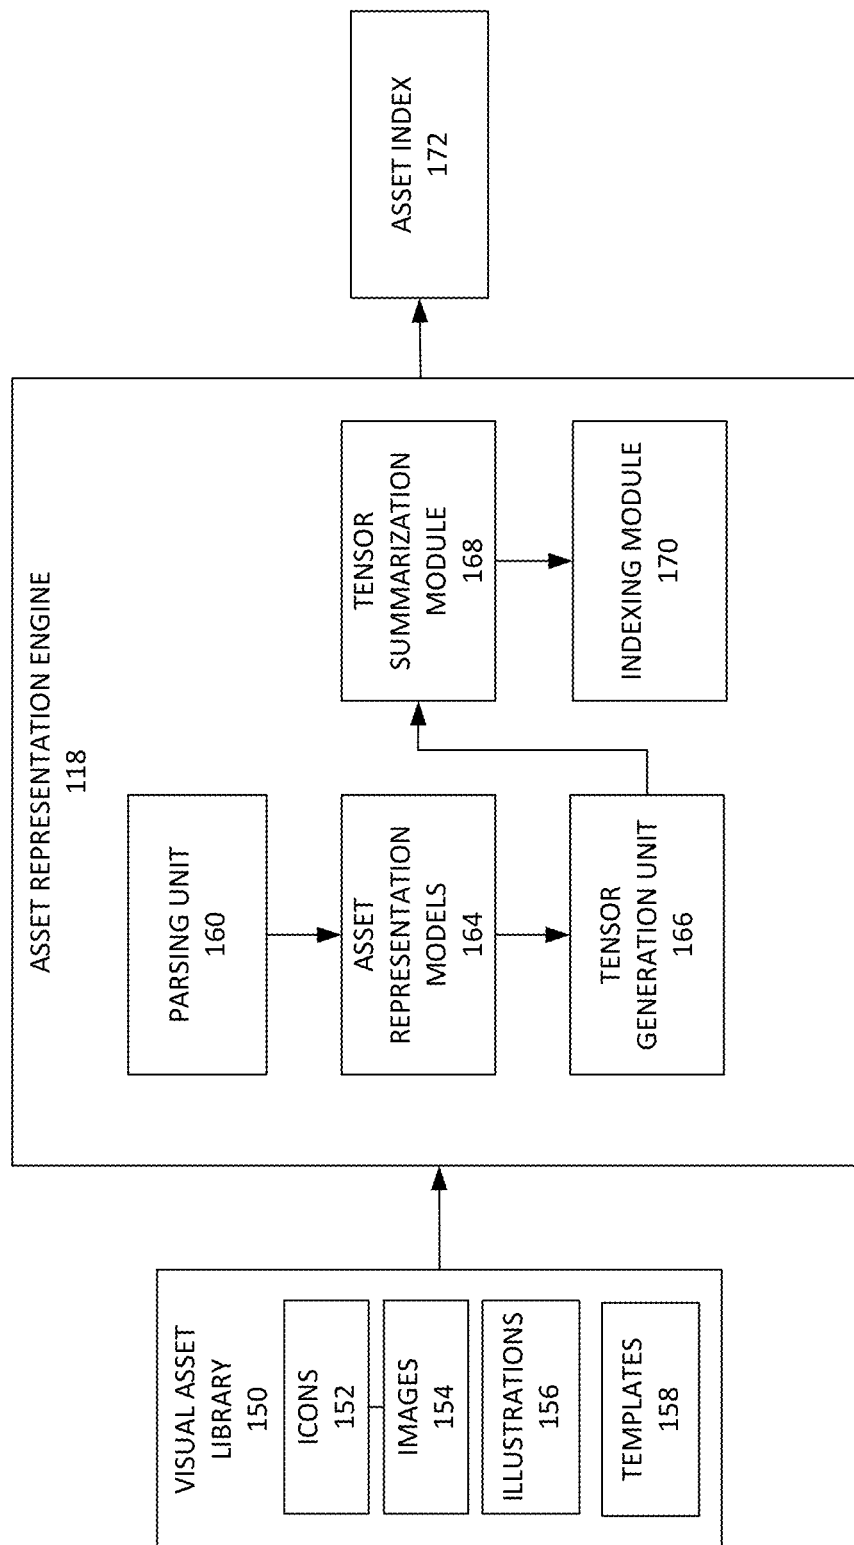 VISUAL ASSET
LIBRARY
150
ICONS
152
IMAGES
154
ILLUSTRATIONS
156
TEMPLATES
158
ASSET REPRESENTATION ENGINE
118
PARSING UNIT
160
ASSET
REPRESENTATION
MODELS
164
TENSOR
GENERATION UNIT
166
TENSOR
SUMMARIZATION
MODULE
168
INDEXING MODULE
170
ASSET INDEX
172